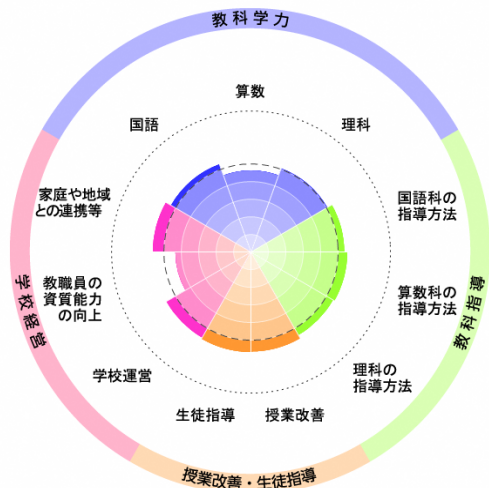 教科学力
算数
国語
理科
家庭や地域
との連携等
国語科の
指導方法
教職員の
資質能力
の向上
算数科の
指導方法
学校経営
教科指導
学校運営
理科の
指導方法
生徒指導
授業改善
授業改善・生徒指導